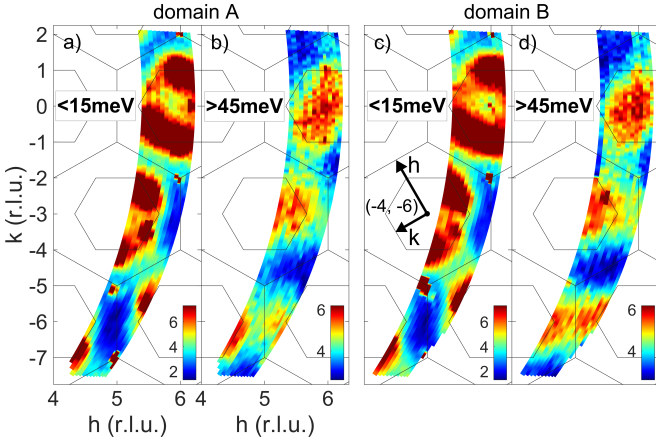 domain A
domain B
a)
b)
c)
d)
<15meV
>45meV
<15meV
>45meV
2
1
0
-1
-2
-3
-4
-5
-6
-7
k (r.l.u.)
h
(-4, -6)
k
6
4
2
6
4
6
4
2
6
4
4
5
6
4
5
6
h (r.l.u.)
h (r.l.u.)